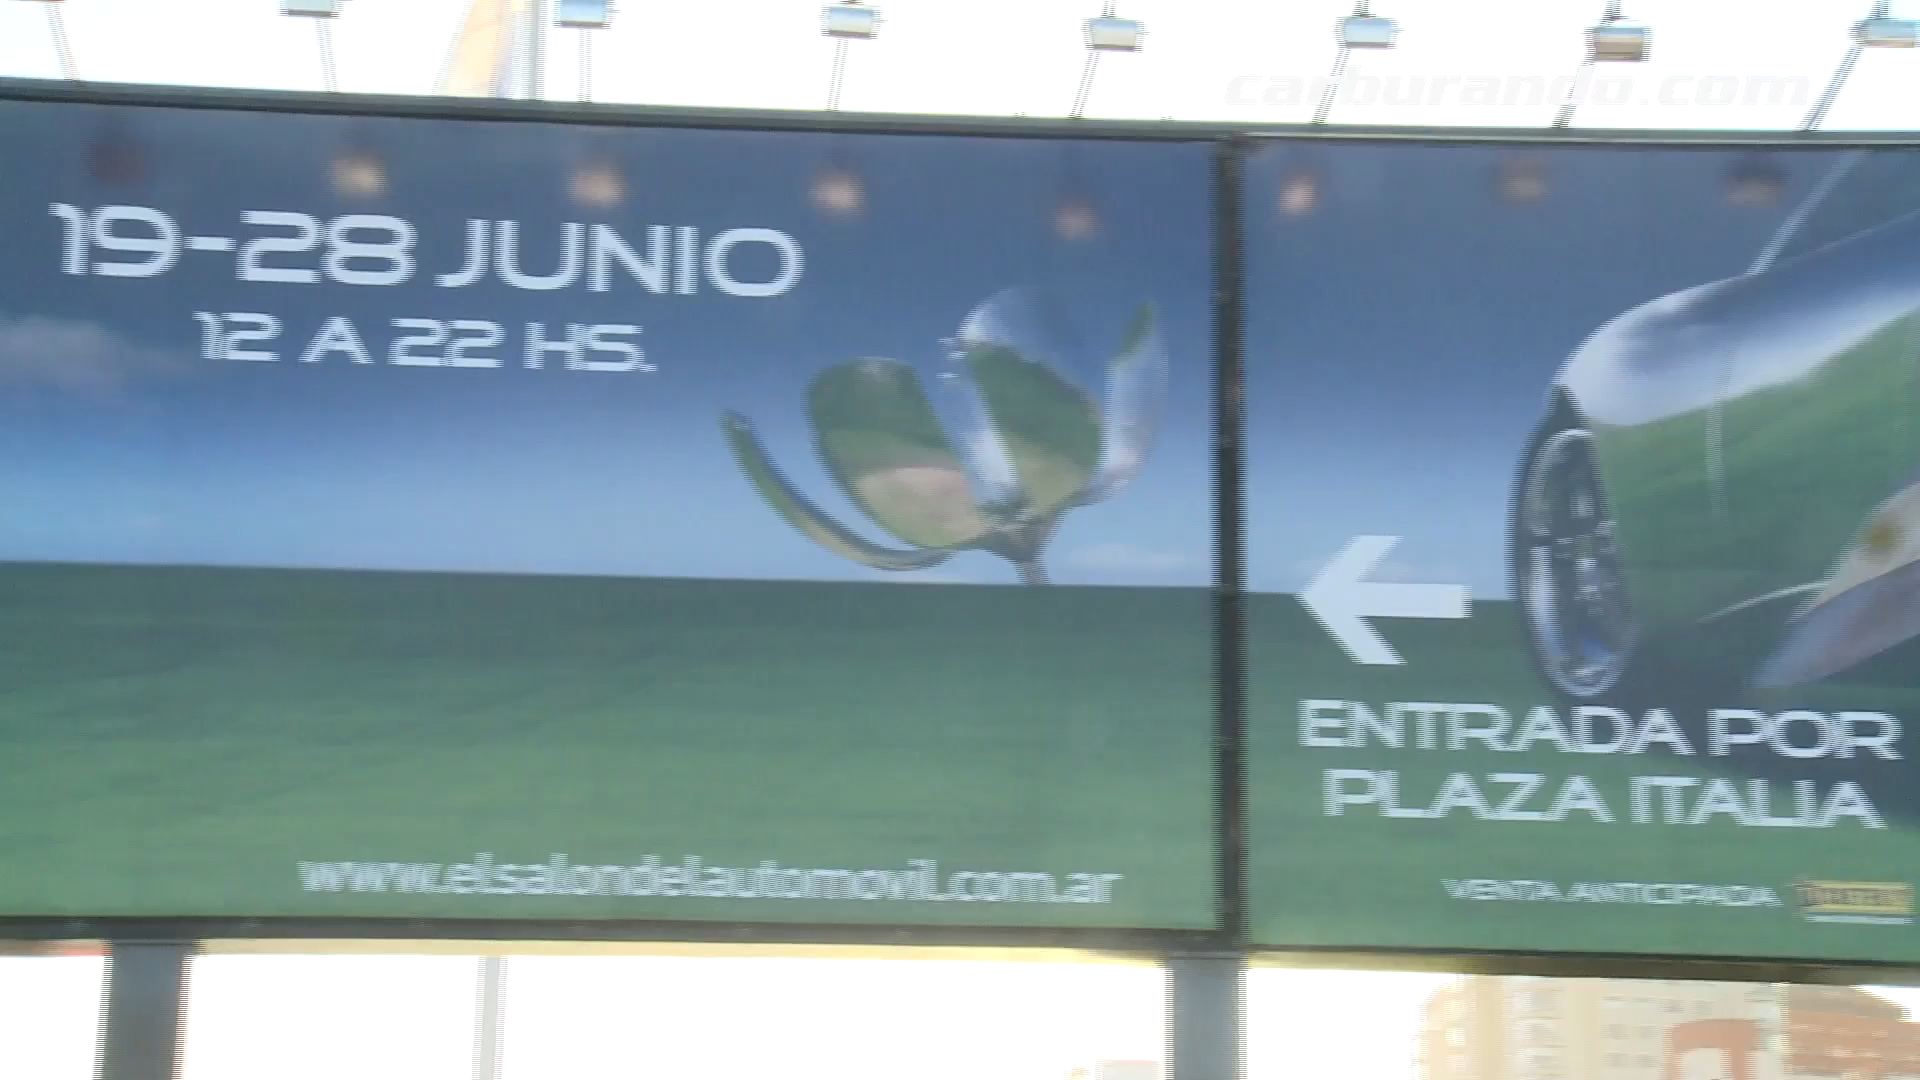 carburando.com
19-28 JUNIO
12 A 22 HS.
www.elsalondelautomovil.com.ar
ENTRADA POR
PLAZA ITALIA
VENTA ANTICIPADA